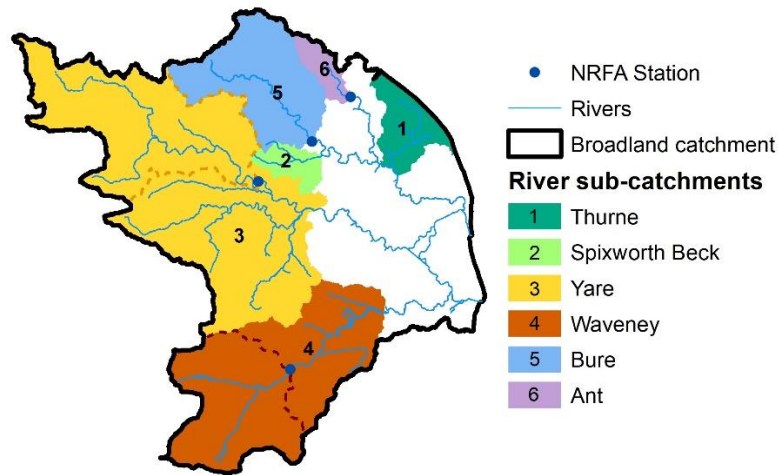 6
5
1
2
3
4
NRFA Station
Rivers
Broadland catchment
River sub-catchments
1 Thurne
2 Spixworth Beck
3 Yare
4 Waveney
5 Bure
6 Ant